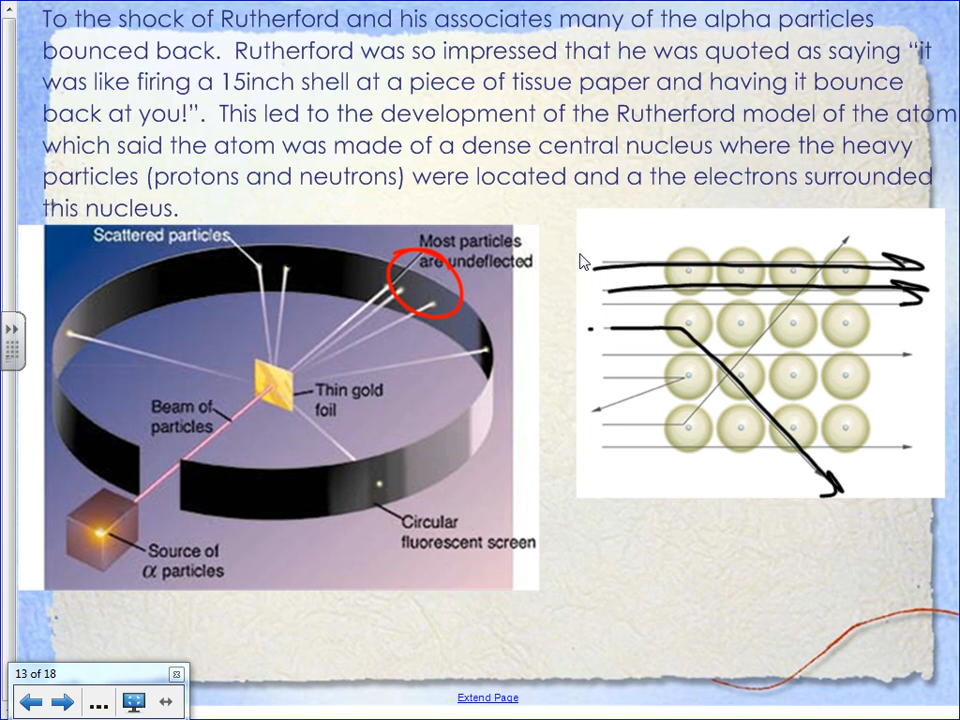 To the shock of Rutherford and his associates many of the alpha particles
bounced back.  Rutherford was so impressed that he was quoted as saying “it
was like firing a 15inch shell at a piece of tissue paper and having it bounce
back at you!”.  This led to the development of the Rutherford model of the atom
which said the atom was made of a dense central nucleus where the heavy
particles (protons and neutrons) were located and a the electrons surrounded
this nucleus.
Scattered particles
Most particles
are undeflected
Thin gold
foil
Beam of
particles
Circular
fluorescent screen
Source of
α particles
13 of 18
...
Extend Page